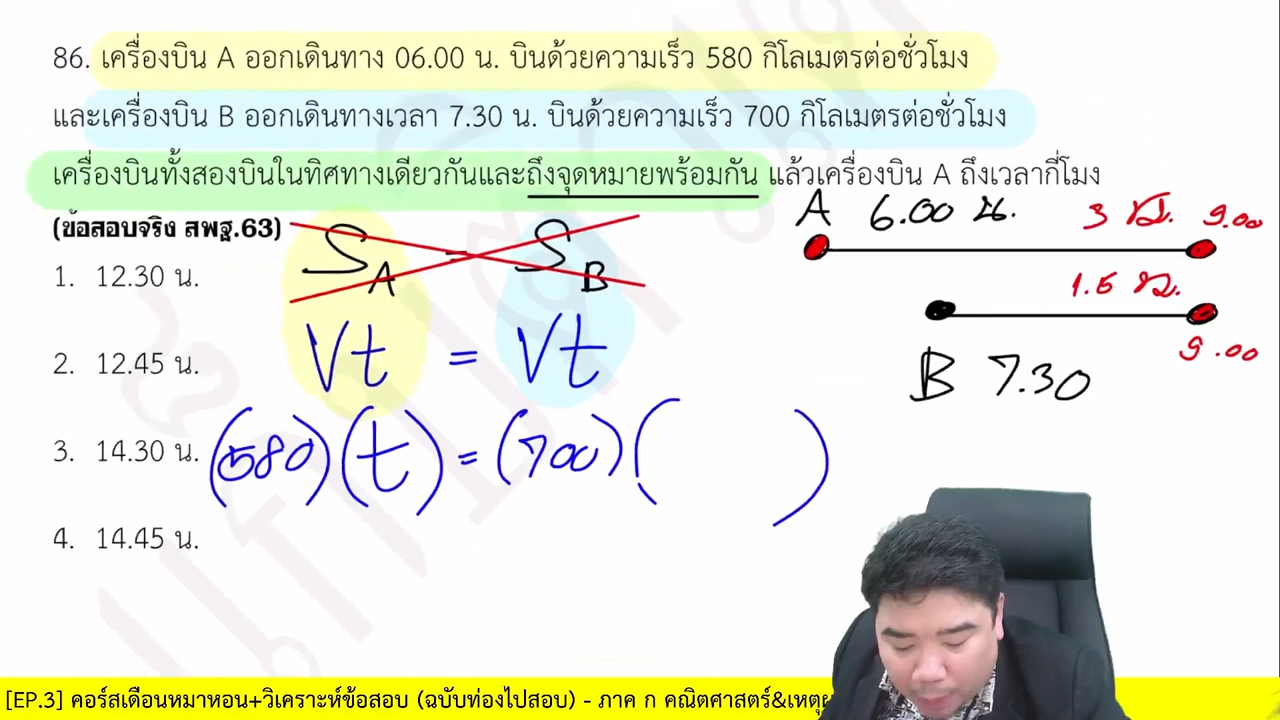 86. เครื่องบิน A ออกเดินทาง 06.00 น. บินด้วยความเร็ว 580 กิโลเมตรต่อชั่วโมง
และเครื่องบิน B ออกเดินทางเวลา 7.30 น. บินด้วยความเร็ว 700 กิโลเมตรต่อชั่วโมง
เครื่องบินทั้งสองบินในทิศทางเดียวกันและถึงจุดหมายพร้อมกัน แล้วเครื่องบิน A ถึงเวลากี่โมง
(ข้อสอบจริง สพฐ.63)
A 6.00 น. 3 ชม. 9.00
S_A = S_B
1. 12.30 น.
1.5 ชม.
9.00
B 7.30
Vt = Vt
2. 12.45 น.
(580)(t) = (700)( )
3. 14.30 น.
4. 14.45 น.
[EP.3] คอร์สเดือนหมาหอน+วิเคราะห์ข้อสอบ (ฉบับท่องไปสอบ) - ภาค ก คณิตศาสตร์&